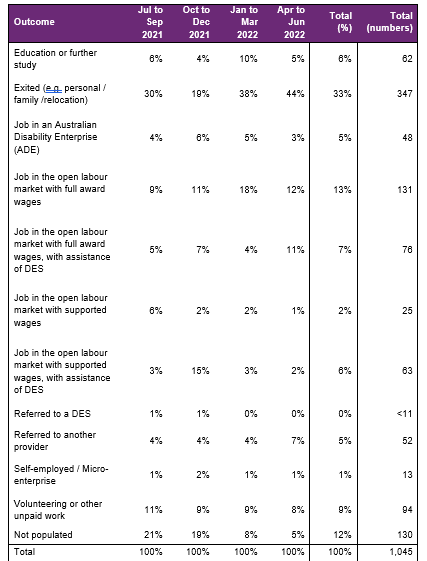 Outcome Jul to Sep 2021 Oct to Dec 2021 Jan to Mar 2022 Apr to Jun 2022 Total (%) Total (numbers)
Education or further study 6% 4% 10% 5% 6% 62
Exited (e.g. personal / family /relocation) 30% 19% 38% 44% 33% 347
Job in an Australian Disability Enterprise (ADE) 4% 6% 5% 3% 5% 48
Job in the open labour market with full award wages 9% 11% 18% 12% 13% 131
Job in the open labour market with full award wages, with assistance of DES 5% 7% 4% 11% 7% 76
Job in the open labour market with supported wages 6% 2% 2% 1% 2% 25
Job in the open labour market with supported wages, with assistance of DES 3% 15% 3% 2% 6% 63
Referred to a DES 1% 1% 0% 0% 0% <11
Referred to another provider 4% 4% 4% 7% 5% 52
Self-employed / Micro-enterprise 1% 2% 1% 1% 1% 13
Volunteering or other unpaid work 11% 9% 9% 8% 9% 94
Not populated 21% 19% 8% 5% 12% 130
Total 100% 100% 100% 100% 100% 1,045